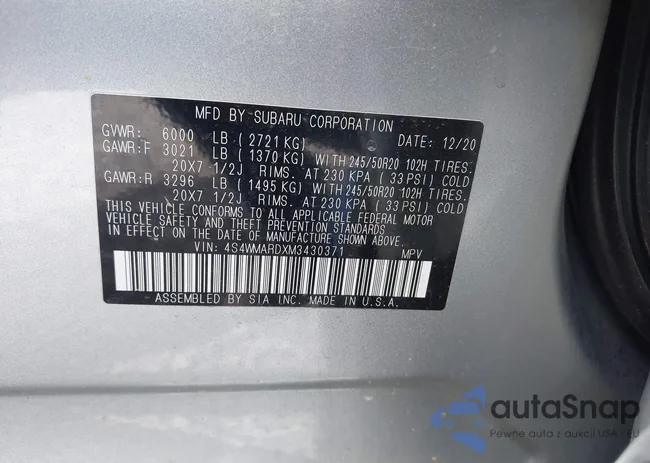 MFD BY SUBARU CORPORATION
GVWR: 6000 LB ( 2721 KG) DATE: 12/20
GAWR:F 3021 LB ( 1370 KG) WITH 245/50R20 102H TIRES.
20X7 1/2J RIMS. AT 230 KPA ( 33 PSI) COLD
GAWR:R 3296 LB ( 1495 KG) WITH 245/50R20 102H TIRES.
20X7 1/2J RIMS. AT 230 KPA ( 33 PSI) COLD
THIS VEHICLE CONFORMS TO ALL APPLICABLE FEDERAL MOTOR
VEHICLE SAFETY AND THEFT PREVENTION STANDARDS
IN EFFECT ON THE DATE OF MANUFACTURE SHOWN ABOVE.
VIN: 4S4WMARDXM3430371 MPV
ASSEMBLED BY SIA INC. MADE IN U.S.A.
autaSnap
Pewne auta z aukcji USA i EU